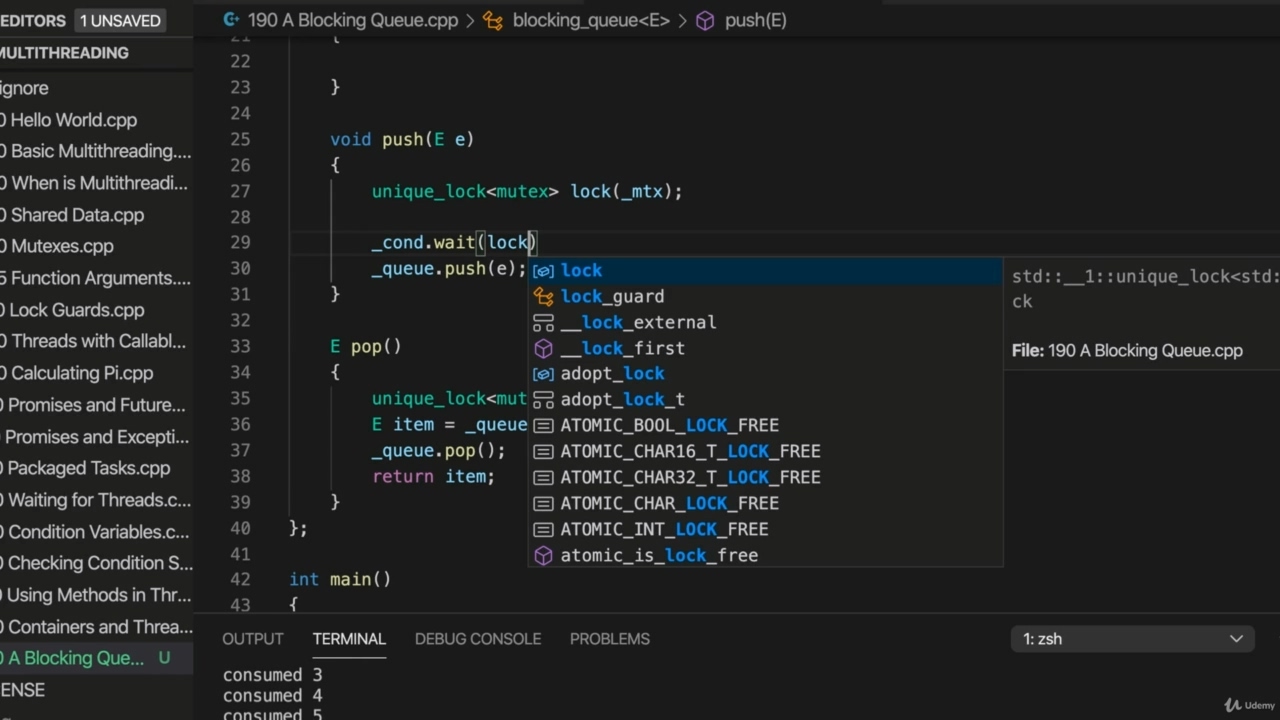 EDITORS 1 UNSAVED
MULTITHREADING
ignore
0 Hello World.cpp
0 Basic Multithreading....
0 When is Multithreadi...
0 Shared Data.cpp
0 Mutexes.cpp
5 Function Arguments....
0 Lock Guards.cpp
0 Threads with Callabl...
0 Calculating Pi.cpp
0 Promises and Future...
Promises and Excepti...
Packaged Tasks.cpp
0 Waiting for Threads.c...
0 Condition Variables.c...
0 Checking Condition S...
0 Using Methods in Thr...
0 Containers and Threa...
0 A Blocking Que... U
ENSE
190 A Blocking Queue.cpp > blocking_queue<E> > push(E)
21 {
22
23 }
24
25 void push(E e)
26 {
27 unique_lock<mutex> lock(_mtx);
28
29 _cond.wait(lock)
30 _queue.push(e);
31 }
32
33 E pop()
34 {
35 unique_lock<mut
36 E item = _queue
37 _queue.pop();
38 return item;
39 }
40 };
41
42 int main()
43 {
lock
lock_guard
__lock_external
__lock_first
adopt_lock
adopt_lock_t
ATOMIC_BOOL_LOCK_FREE
ATOMIC_CHAR16_T_LOCK_FREE
ATOMIC_CHAR32_T_LOCK_FREE
ATOMIC_CHAR_LOCK_FREE
ATOMIC_INT_LOCK_FREE
atomic_is_lock_free
std::__1::unique_lock<std:
ck
File: 190 A Blocking Queue.cpp
OUTPUT TERMINAL DEBUG CONSOLE PROBLEMS 1: zsh
consumed 3
consumed 4
consumed 5
Udemy